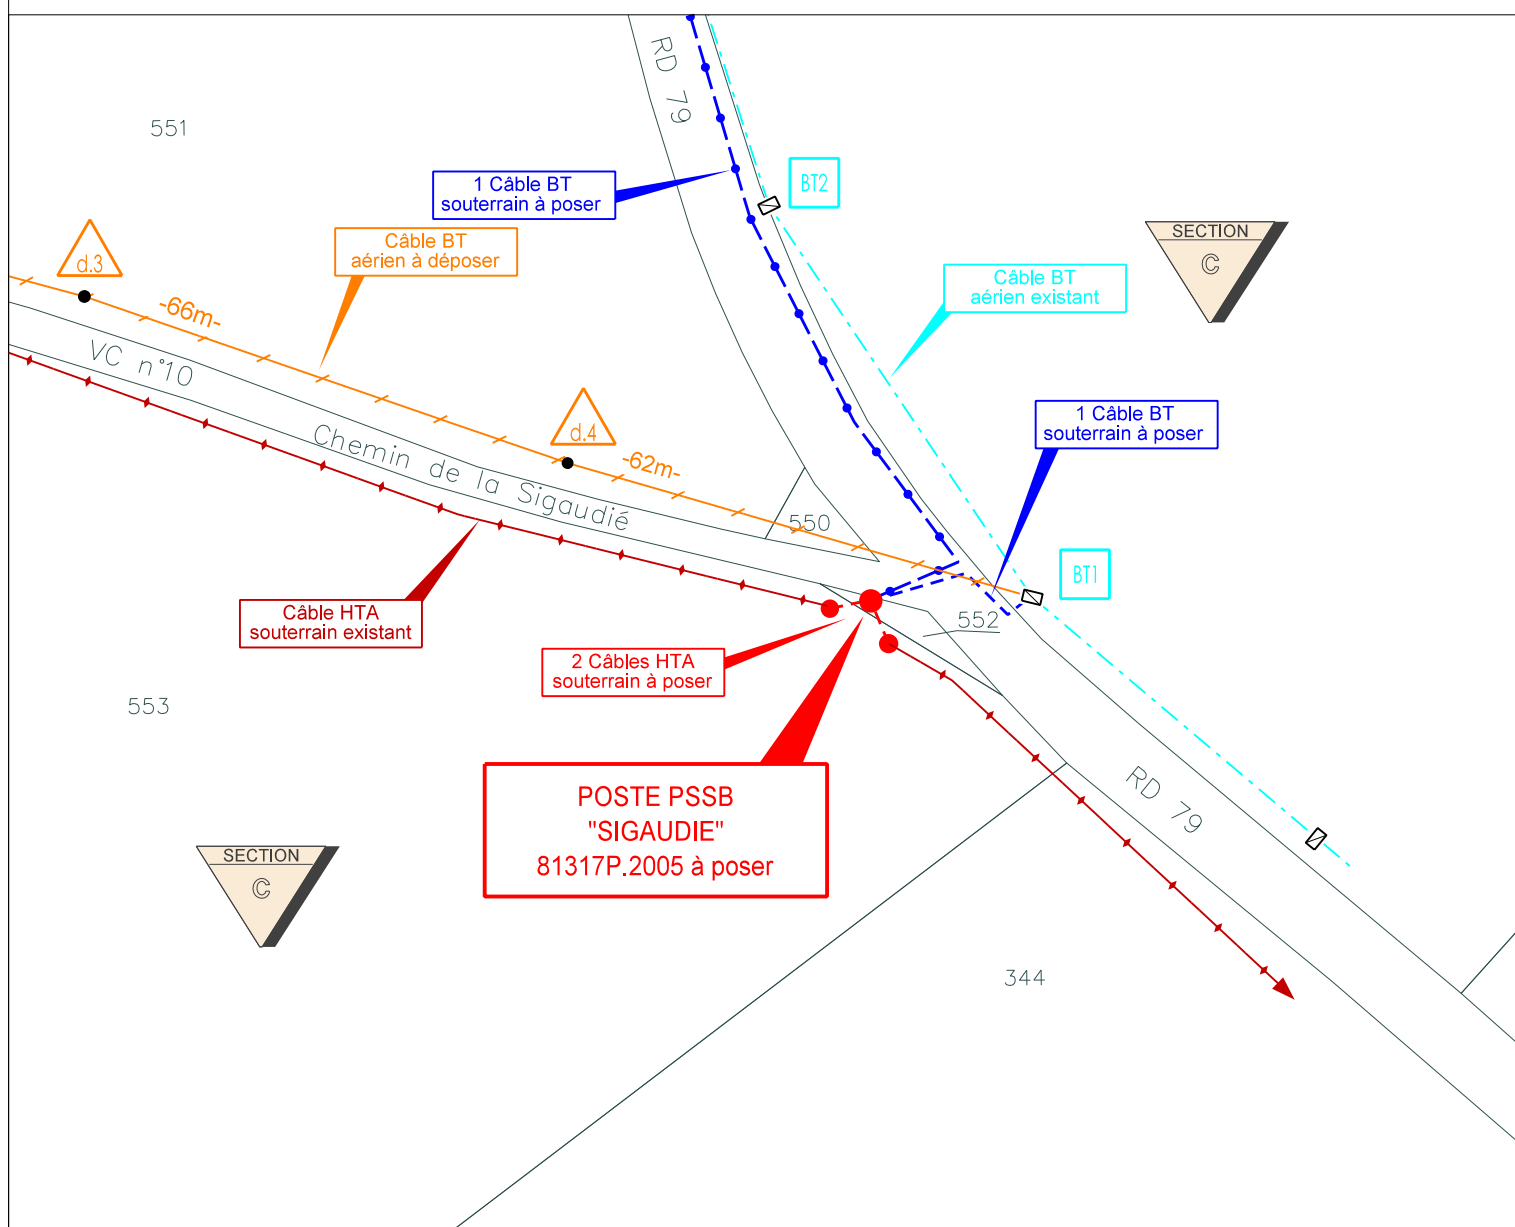 RD 79
551
1 Câble BT
souterrain à poser
BT2
SECTION
C
Câble BT
aérien à déposer
d.3
Câble BT
aérien existant
-66m-
VC n°10
1 Câble BT
souterrain à poser
d.4
-62m-
Chemin de la Sigaudié
550
BT1
Câble HTA
souterrain existant
552
2 Câbles HTA
souterrain à poser
553
POSTE PSSB
"SIGAUDIE"
81317P.2005 à poser
RD 79
SECTION
C
344